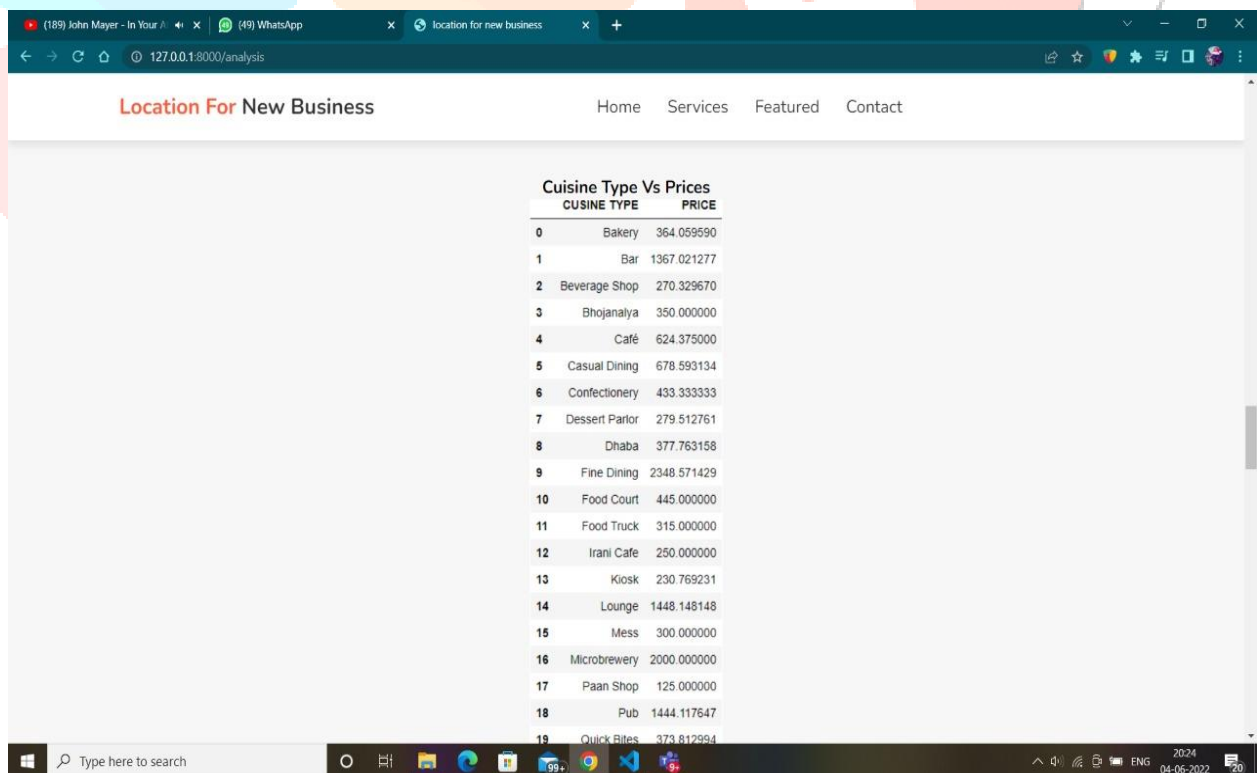 (189) John Mayer - In Your A
(49) WhatsApp
location for new business
127.0.0.1:8000/analysis
Location For New Business
Home Services Featured Contact
Cuisine Type Vs Prices
CUSINE TYPE PRICE
0 Bakery 364.059590
1 Bar 1367.021277
2 Beverage Shop 270.329670
3 Bhojanalya 350.000000
4 Café 624.375000
5 Casual Dining 678.593134
6 Confectionery 433.333333
7 Dessert Parlor 279.512761
8 Dhaba 377.763158
9 Fine Dining 2348.571429
10 Food Court 445.000000
11 Food Truck 315.000000
12 Irani Cafe 250.000000
13 Kiosk 230.769231
14 Lounge 1448.148148
15 Mess 300.000000
16 Microbrewery 2000.000000
17 Paan Shop 125.000000
18 Pub 1444.117647
19 Quick Bites 373.812994
Type here to search
99+
9+
ENG
20:24
04-06-2022
20